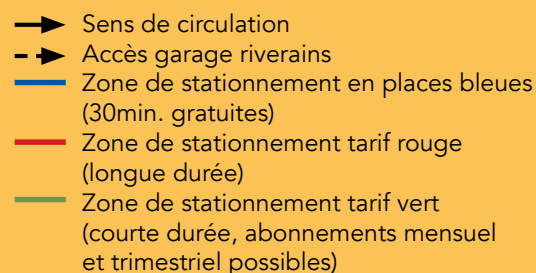 Sens de circulation
Accès garage riverains
Zone de stationnement en places bleues
(30min. gratuites)
Zone de stationnement tarif rouge
(longue durée)
Zone de stationnement tarif vert
(courte durée, abonnements mensuel
et trimestriel possibles)